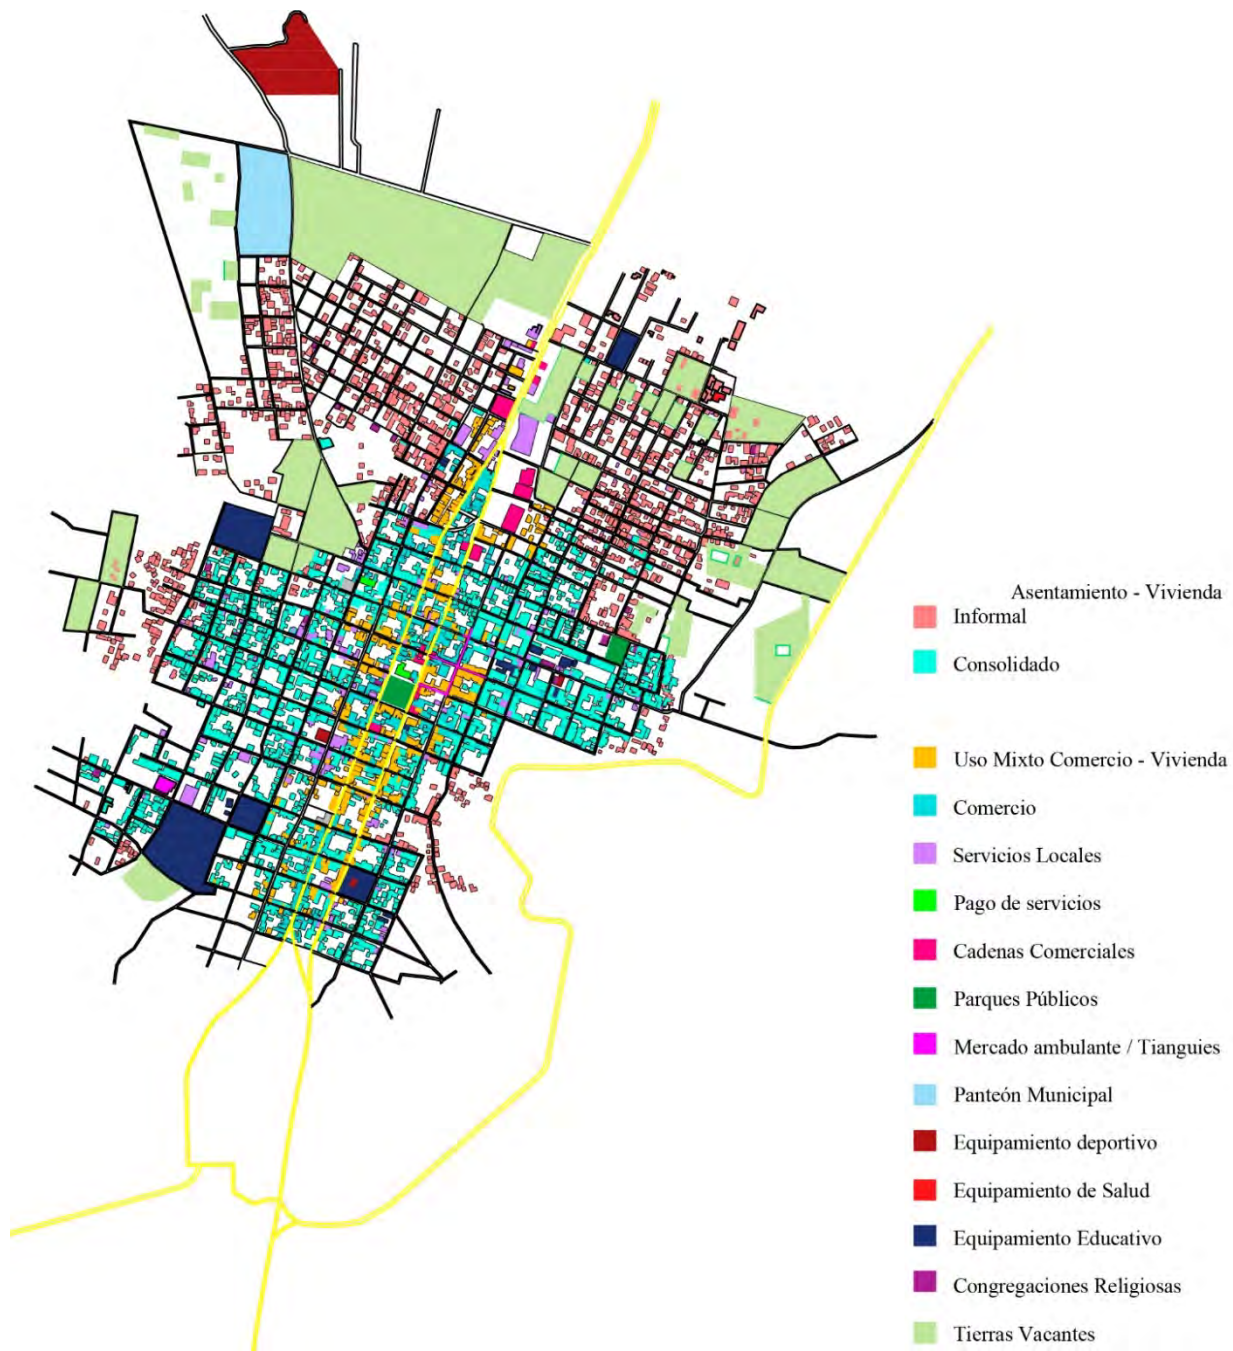 Asentamiento - Vivienda
Informal
Consolidado
Uso Mixto Comercio - Vivienda
Comercio
Servicios Locales
Pago de servicios
Cadenas Comerciales
Parques Públicos
Mercado ambulante / Tianguies
Panteón Municipal
Equipamiento deportivo
Equipamiento de Salud
Equipamiento Educativo
Congregaciones Religiosas
Tierras Vacantes